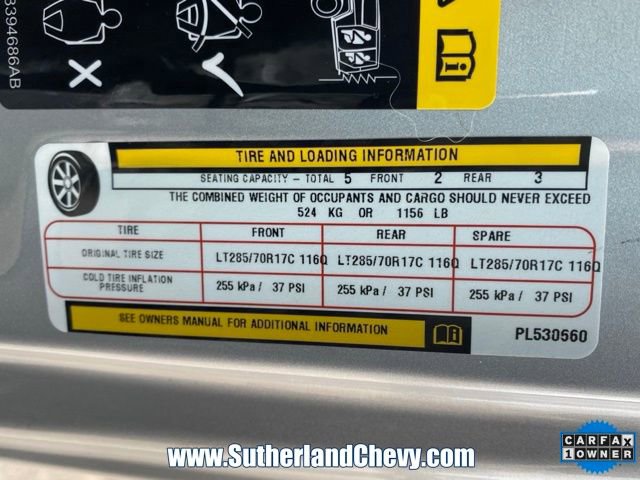 8394686AB
TIRE AND LOADING INFORMATION
SEATING CAPACITY - TOTAL 5 FRONT 2 REAR 3
THE COMBINED WEIGHT OF OCCUPANTS AND CARGO SHOULD NEVER EXCEED
524 KG OR 1156 LB
TIRE FRONT REAR SPARE
ORIGINAL TIRE SIZE LT285/70R17C 116Q LT285/70R17C 116Q LT285/70R17C 116Q
COLD TIRE INFLATION PRESSURE 255 kPa / 37 PSI 255 kPa / 37 PSI 255 kPa / 37 PSI
SEE OWNERS MANUAL FOR ADDITIONAL INFORMATION
PL530560
www.SutherlandChevy.com
CARFAX
1 OWNER